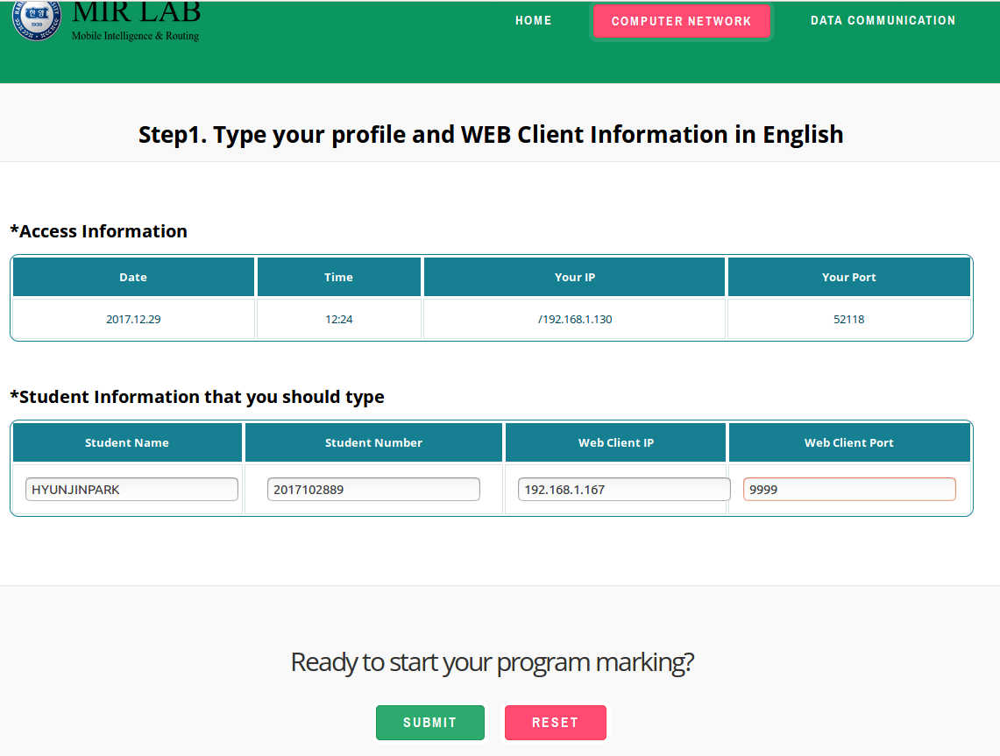 한양
1939
MIR LAB
Mobile Intelligence & Routing
HOME
COMPUTER NETWORK
DATA COMMUNICATION
Step1. Type your profile and WEB Client Information in English
*Access Information
Date Time Your IP Your Port
2017.12.29 12:24 /192.168.1.130 52118
*Student Information that you should type
Student Name Student Number Web Client IP Web Client Port
HYUNJINPARK 2017102889 192.168.1.167 9999
Ready to start your program marking?
SUBMIT RESET